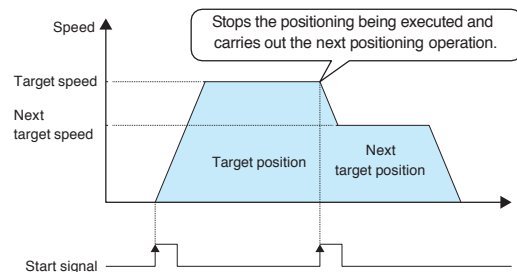 Speed
Stops the positioning being executed and
carries out the next positioning operation.
Target speed
Next
target speed
Target position
Next
target position
Start signal